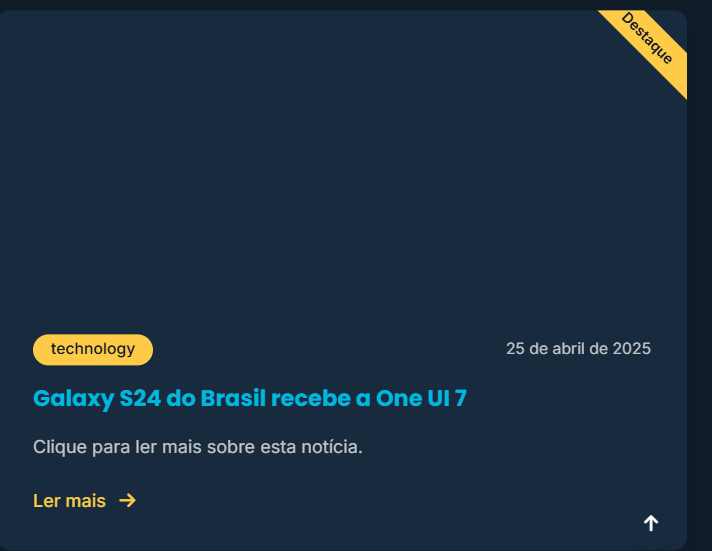 Destaque
technology
25 de abril de 2025
Galaxy S24 do Brasil recebe a One UI 7
Clique para ler mais sobre esta notícia.
Ler mais